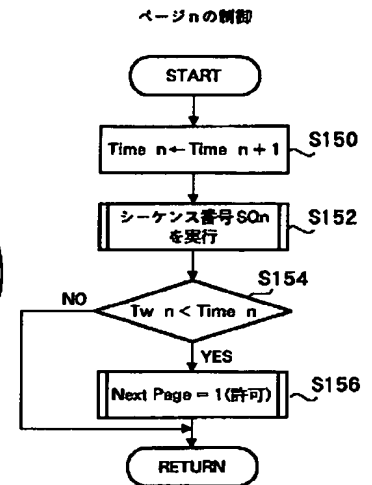 ページnの制御
START
Time n←Time n+1
S150
シーケンス番号SQn
を実行
S152
S154
Tw n<Time n
NO
YES
Next Page=1(許可)
S156
RETURN